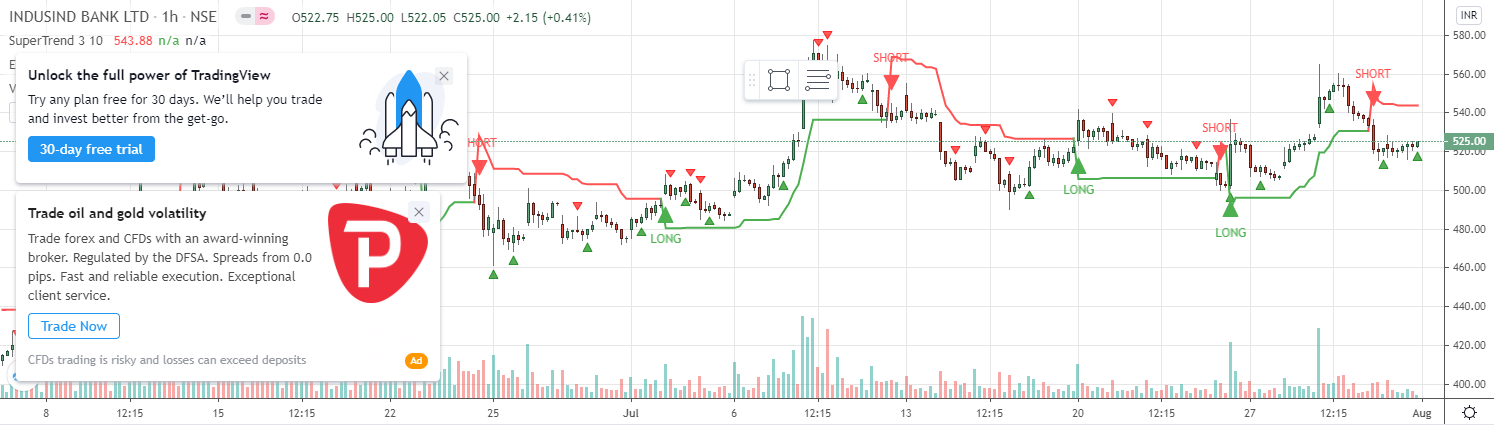 INDUSIND BANK LTD · 1h · NSE
O522.75 H525.00 L522.05 C525.00 +2.15 (+0.41%)
INR
SuperTrend 3 10 543.88 n/a n/a
580.00
560.00
540.00
525.00
520.00
500.00
480.00
460.00
440.00
420.00
400.00
Unlock the full power of TradingView
Try any plan free for 30 days. We'll help you trade
and invest better from the get-go.
30-day free trial
Trade oil and gold volatility
Trade forex and CFDs with an award-winning
broker. Regulated by the DFSA. Spreads from 0.0
pips. Fast and reliable execution. Exceptional
client service.
Trade Now
CFDs trading is risky and losses can exceed deposits
Ad
P
LONG
SHORT
LONG
SHORT
LONG
SHORT
8 12:15 15 12:15 22 12:15 25 Jul 6 12:15 13 12:15 20 12:15 27 12:15 Aug